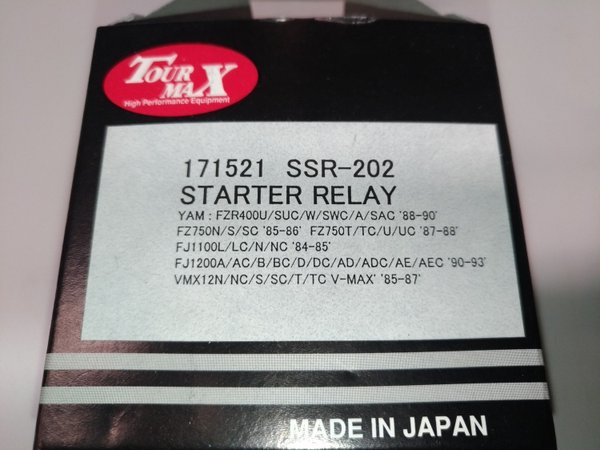 TOUR MAX
High Performance Equipment
171521 SSR-202
STARTER RELAY
YAM : FZR400U/SUC/W/SWC/A/SAC '88-90'
FZ750N/S/SC '85-86' FZ750T/TC/U/UC '87-88'
FJ1100L/LC/N/NC '84-85'
FJ1200A/AC/B/BC/D/DC/AD/ADC/AE/AEC '90-93'
VMX12N/NC/S/SC/T/TC V-MAX' '85-87'
MADE IN JAPAN